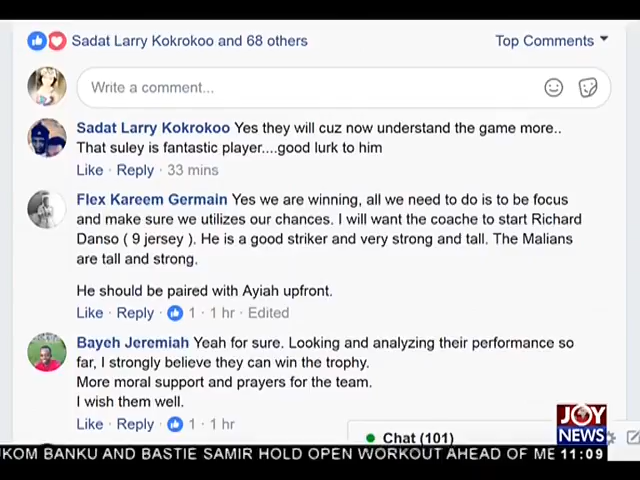 Sadat Larry Kokrokoo and 68 others
Top Comments
Write a comment...
Sadat Larry Kokrokoo Yes they will cuz now understand the game more..
That suley is fantastic player....good lurk to him
Like · Reply · 33 mins
Flex Kareem Germain Yes we are winning, all we need to do is to be focus
and make sure we utilizes our chances. I will want the coache to start Richard
Danso ( 9 jersey ). He is a good striker and very strong and tall. The Malians
are tall and strong.
He should be paired with Ayiah upfront.
Like · Reply · 1 · 1 hr · Edited
Bayeh Jeremiah Yeah for sure. Looking and analyzing their performance so
far, I strongly believe they can win the trophy.
More moral support and prayers for the team.
I wish them well.
Like · Reply · 1 · 1 hr
Chat (101)
JOY
NEWS
KOM BANKU AND BASTIE SAMIR HOLD OPEN WORKOUT AHEAD OF ME 11:09